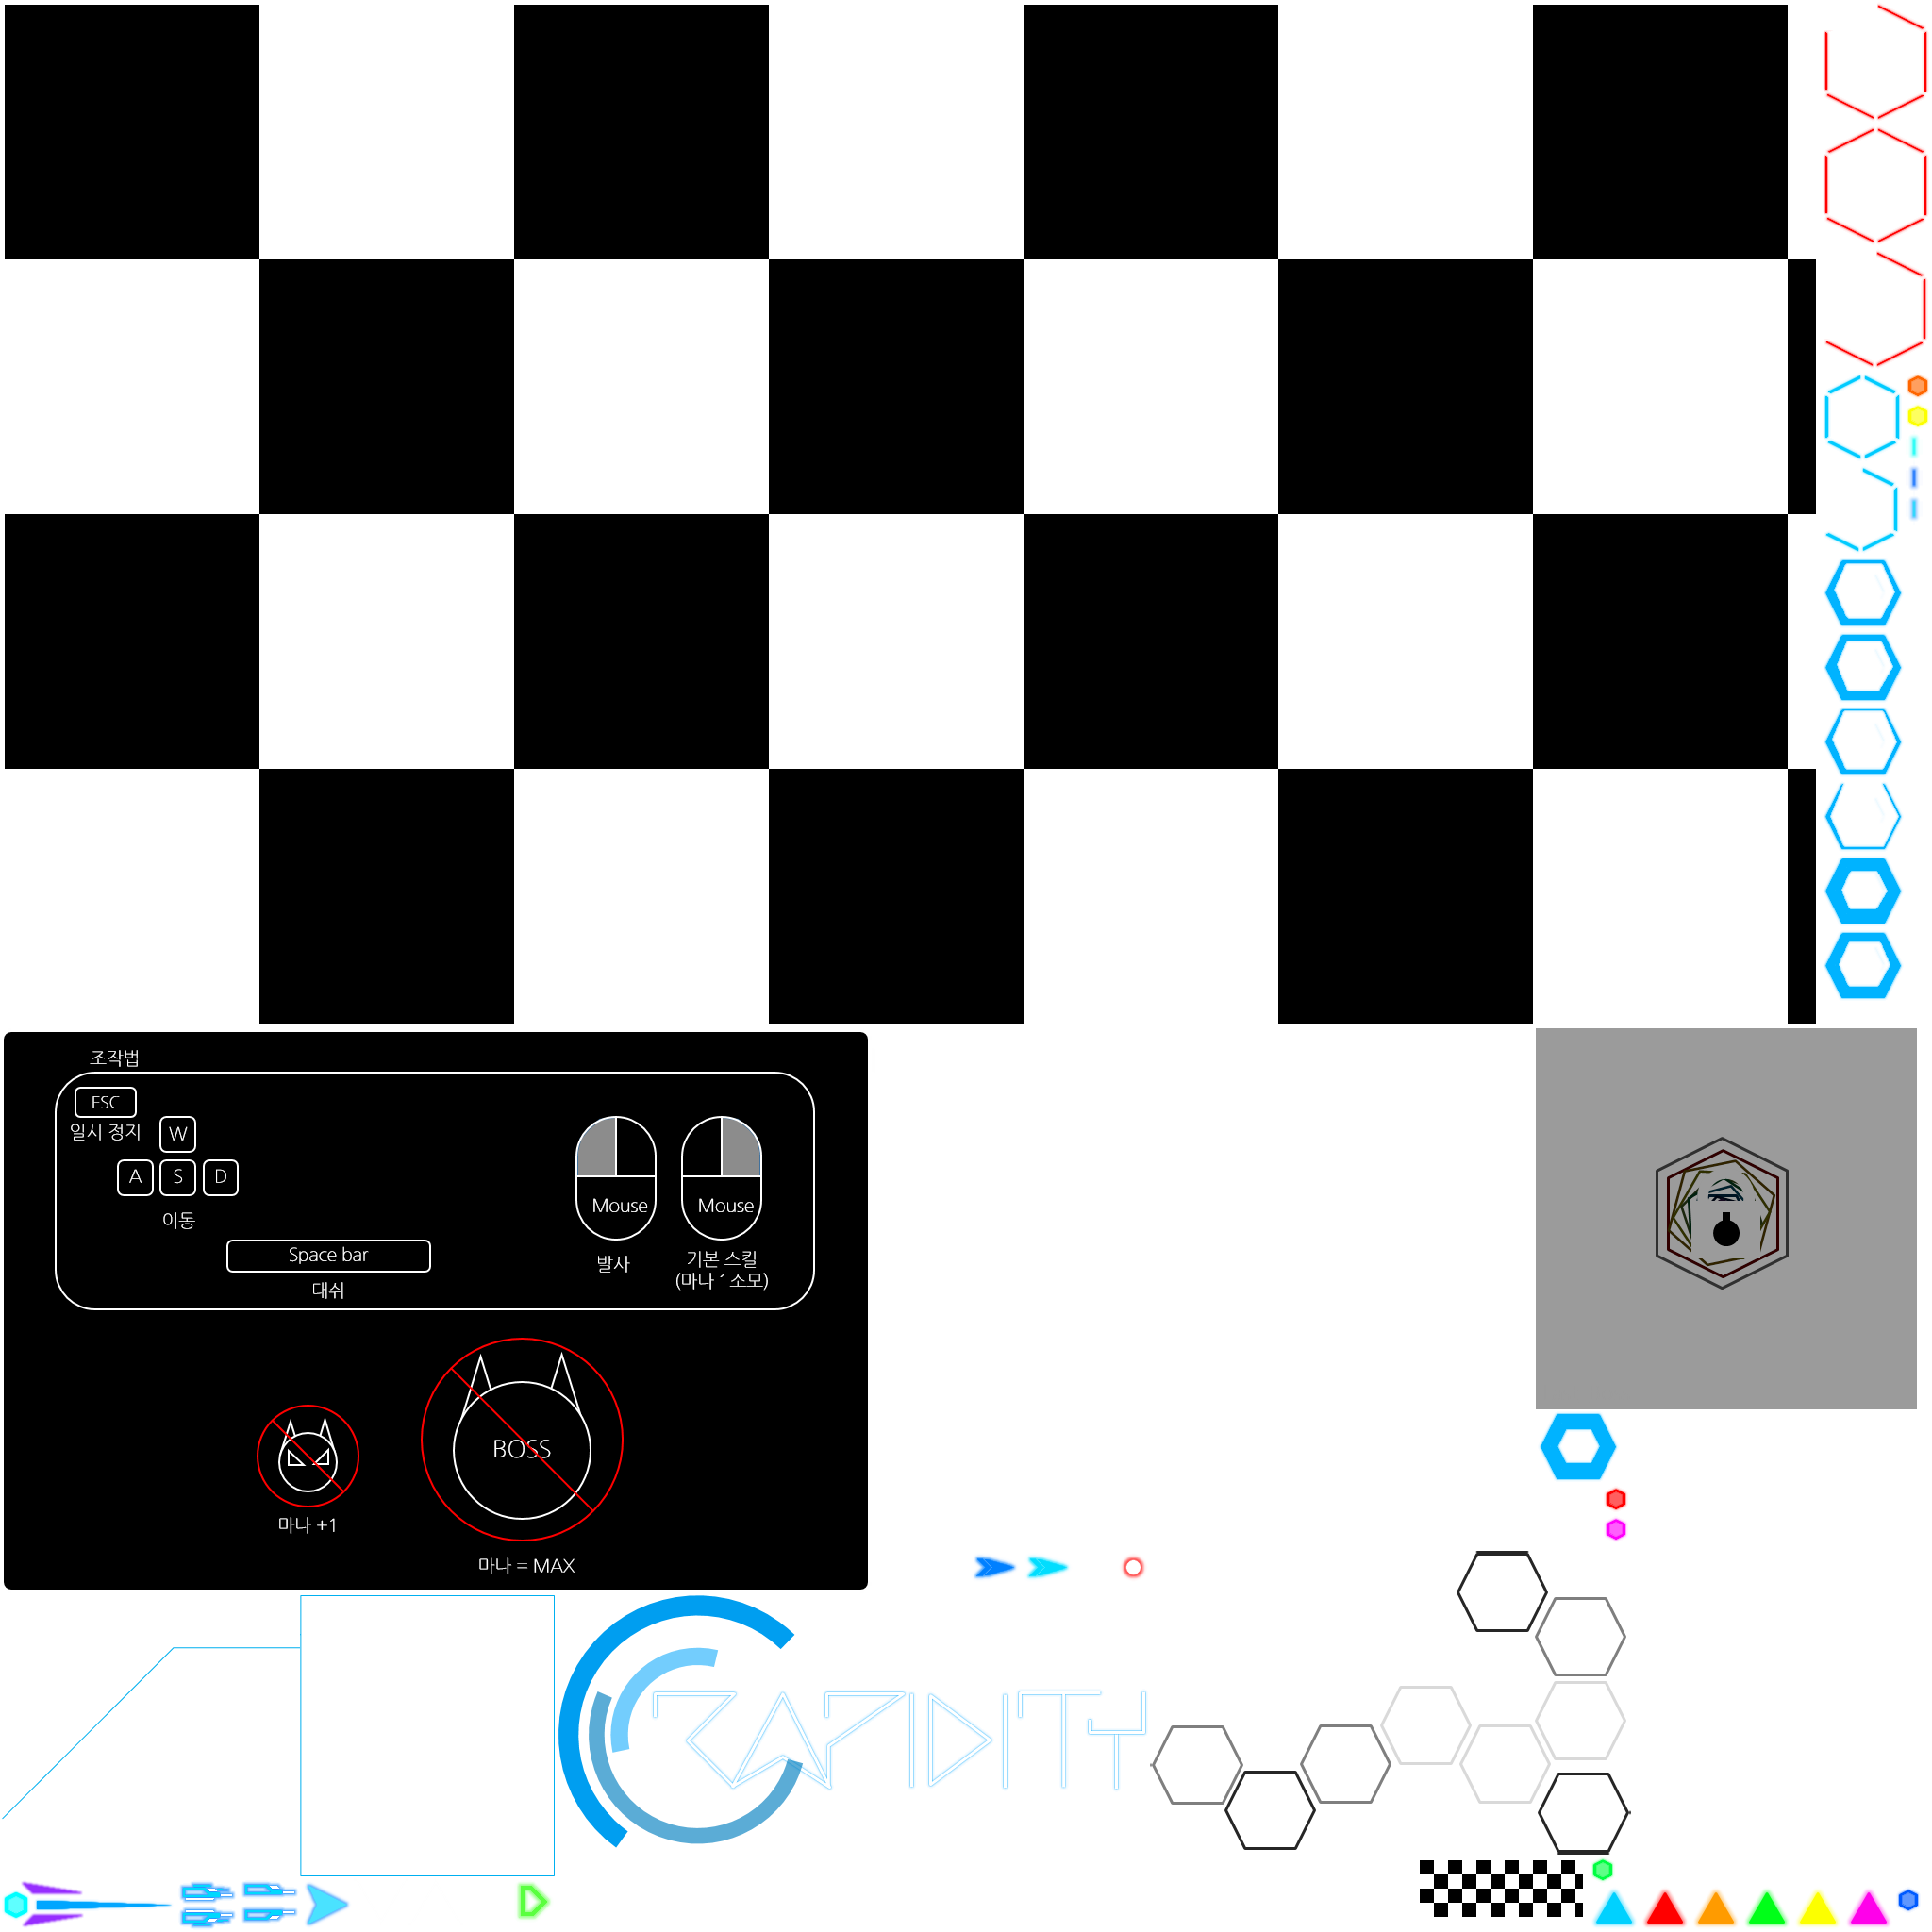 조작법
ESC
일시 정지
W
A S D
이동
Space bar
대쉬
Mouse
발사
Mouse
기본 스킬
(마나 1소모)
BOSS
마나 +1
마나 = MAX
RAPIDITY